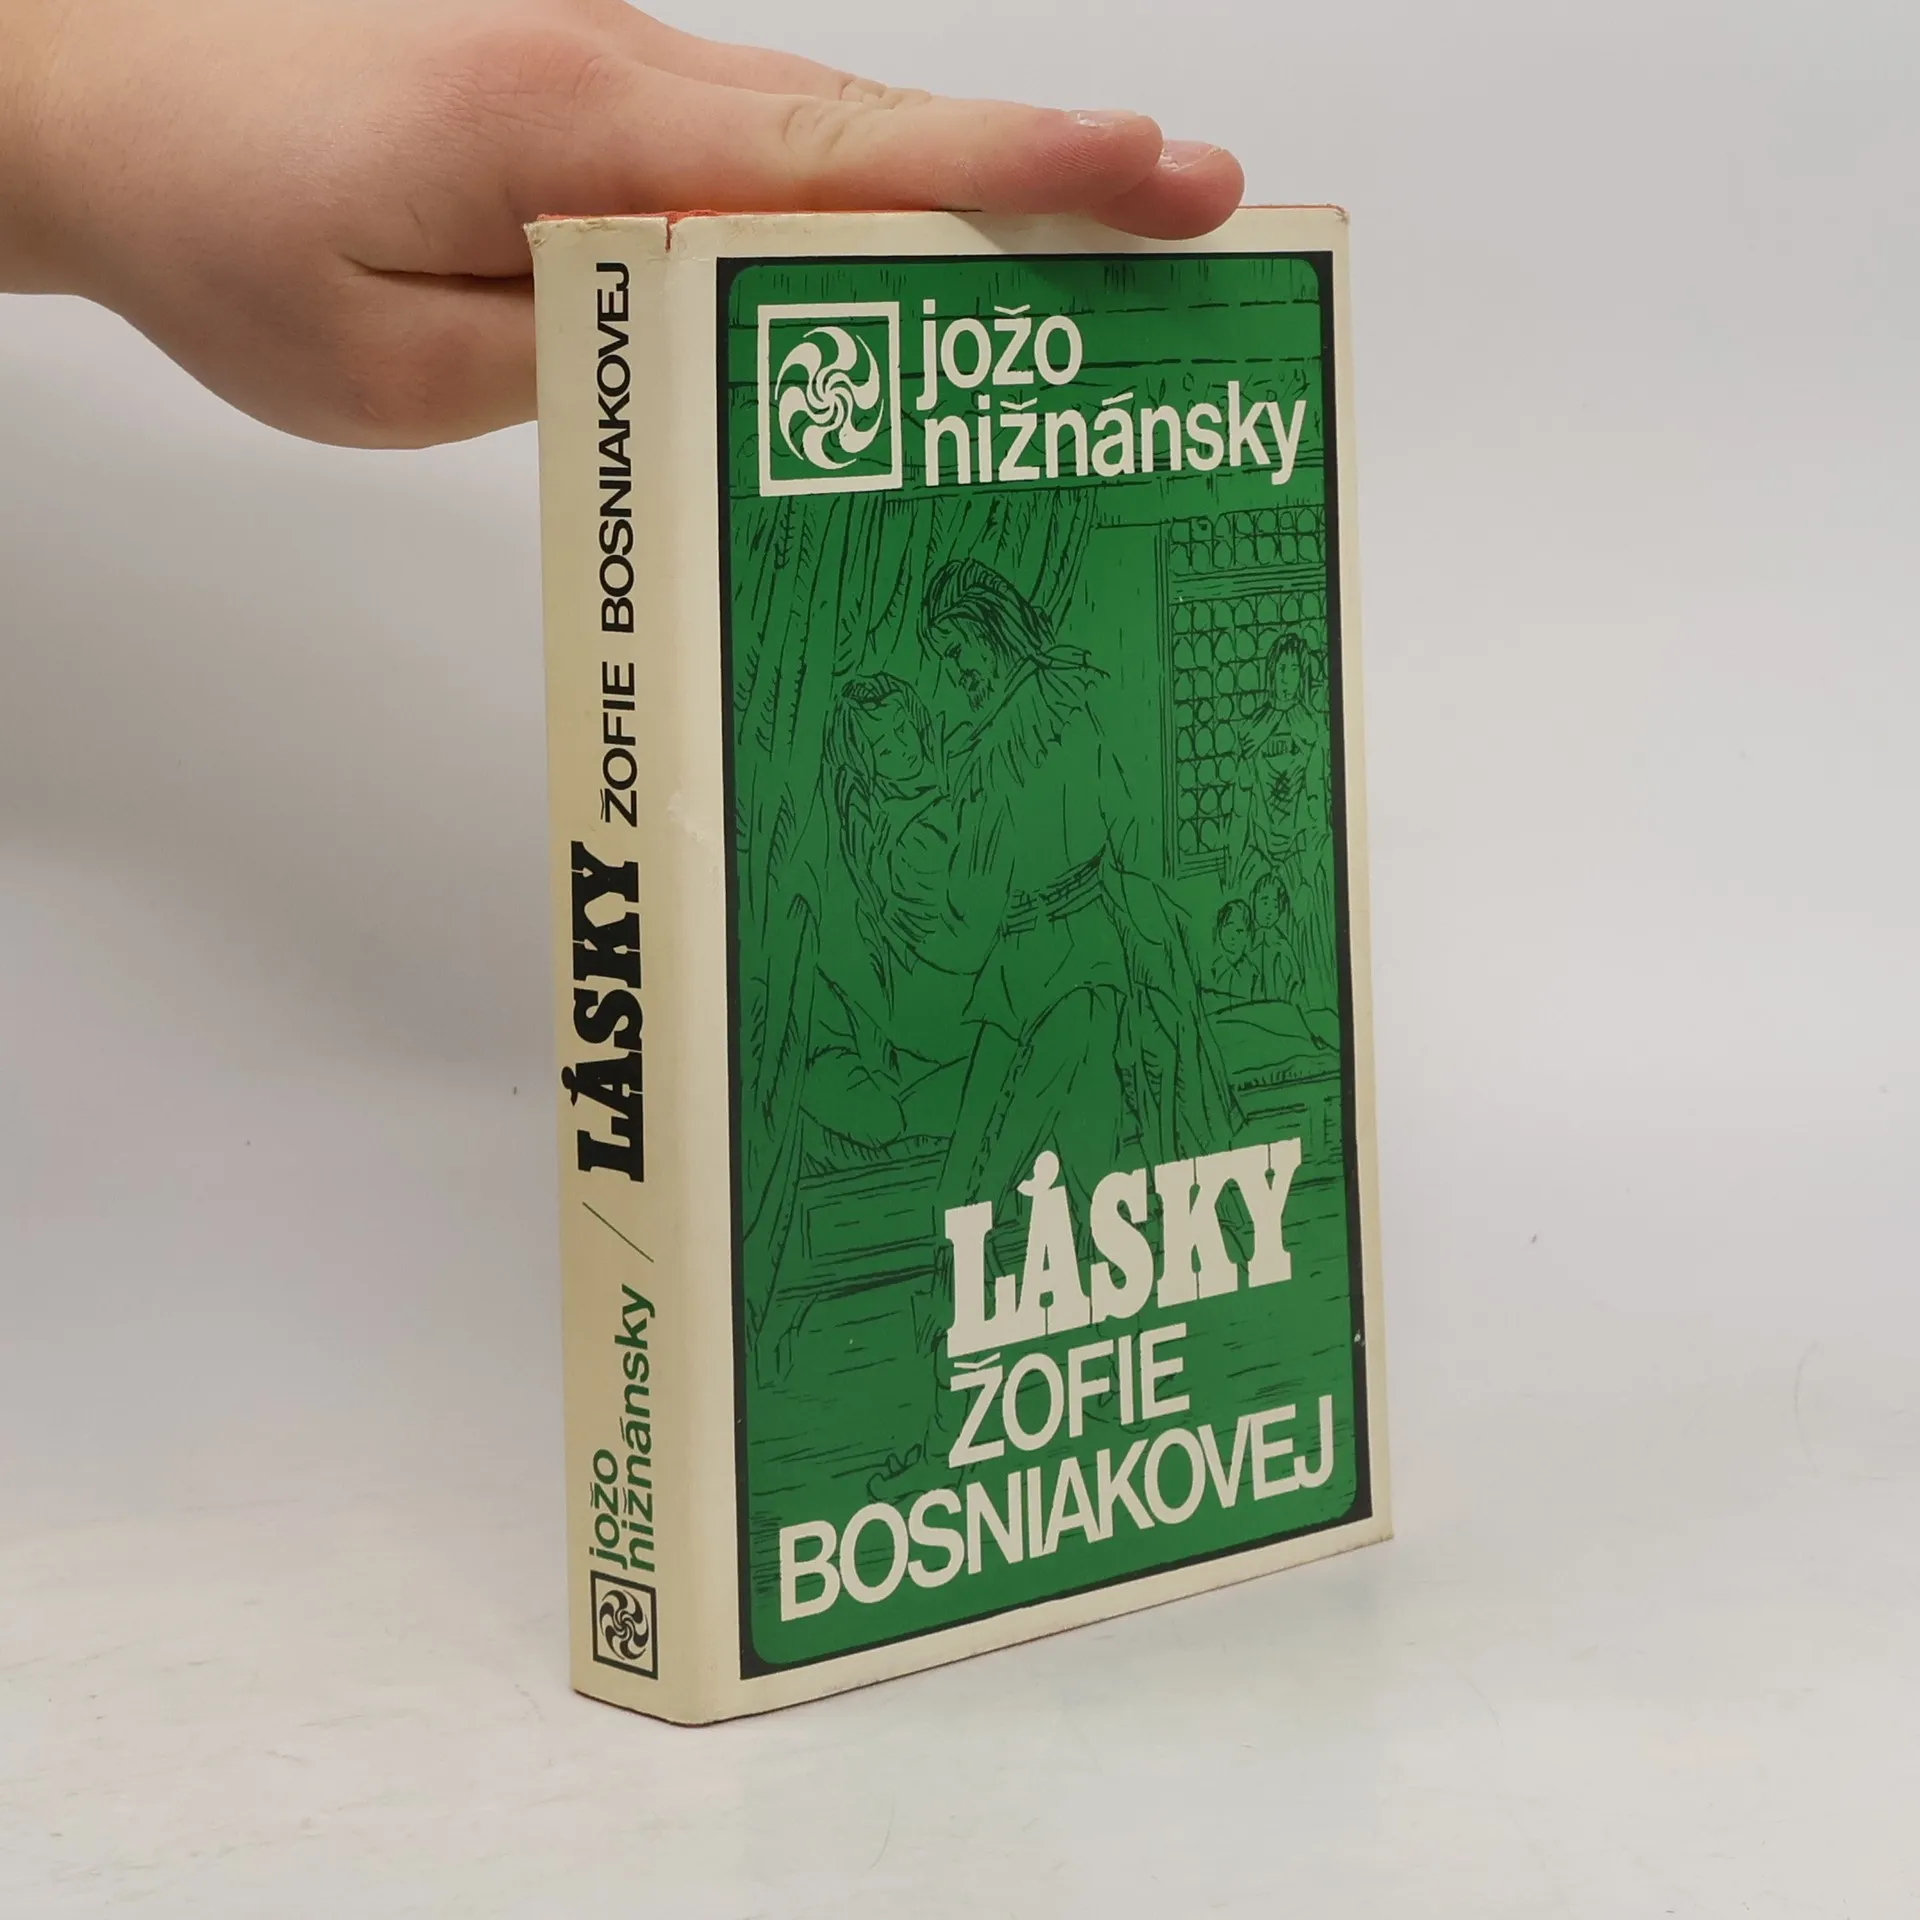 jožo
nižnánsky
LÁSKY
ŽOFIE
BOSNIAKOVEJ
jožo
nižnánsky / LÁSKY ŽOFIE BOSNIAKOVEJ